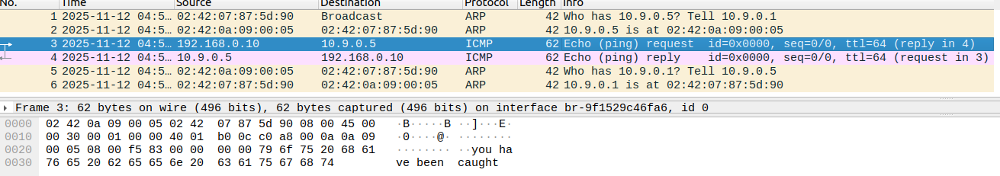 No. Time Source Destination Protocol Length Info
1 2025-11-12 04:5… 02:42:07:87:5d:90 Broadcast ARP 42 Who has 10.9.0.5? Tell 10.9.0.1
2 2025-11-12 04:5… 02:42:0a:09:00:05 02:42:07:87:5d:90 ARP 42 10.9.0.5 is at 02:42:0a:09:00:05
3 2025-11-12 04:5… 192.168.0.10 10.9.0.5 ICMP 62 Echo (ping) request id=0x0000, seq=0/0, ttl=64 (reply in 4)
4 2025-11-12 04:5… 10.9.0.5 192.168.0.10 ICMP 62 Echo (ping) reply id=0x0000, seq=0/0, ttl=64 (request in 3)
5 2025-11-12 04:5… 02:42:0a:09:00:05 02:42:07:87:5d:90 ARP 42 Who has 10.9.0.1? Tell 10.9.0.5
6 2025-11-12 04:5… 02:42:07:87:5d:90 02:42:0a:09:00:05 ARP 42 10.9.0.1 is at 02:42:07:87:5d:90
Frame 3: 62 bytes on wire (496 bits), 62 bytes captured (496 bits) on interface br-9f1529c46fa6, id 0
0000 02 42 0a 09 00 05 02 42 07 87 5d 90 08 00 45 00 ·B·····B ··]···E·
0010 00 30 00 01 00 00 40 01 b0 0c c0 a8 00 0a 0a 09 ·0····@· ········
0020 00 05 08 00 f5 83 00 00 00 00 79 6f 75 20 68 61 ········ ··you ha
0030 76 65 20 62 65 65 6e 20 63 61 75 67 68 74 ve been caught